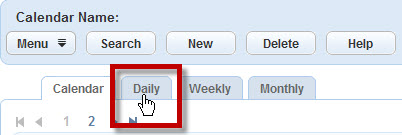 Calendar Name:
Menu Search New Delete Help
Calendar Daily Weekly Monthly
1 2